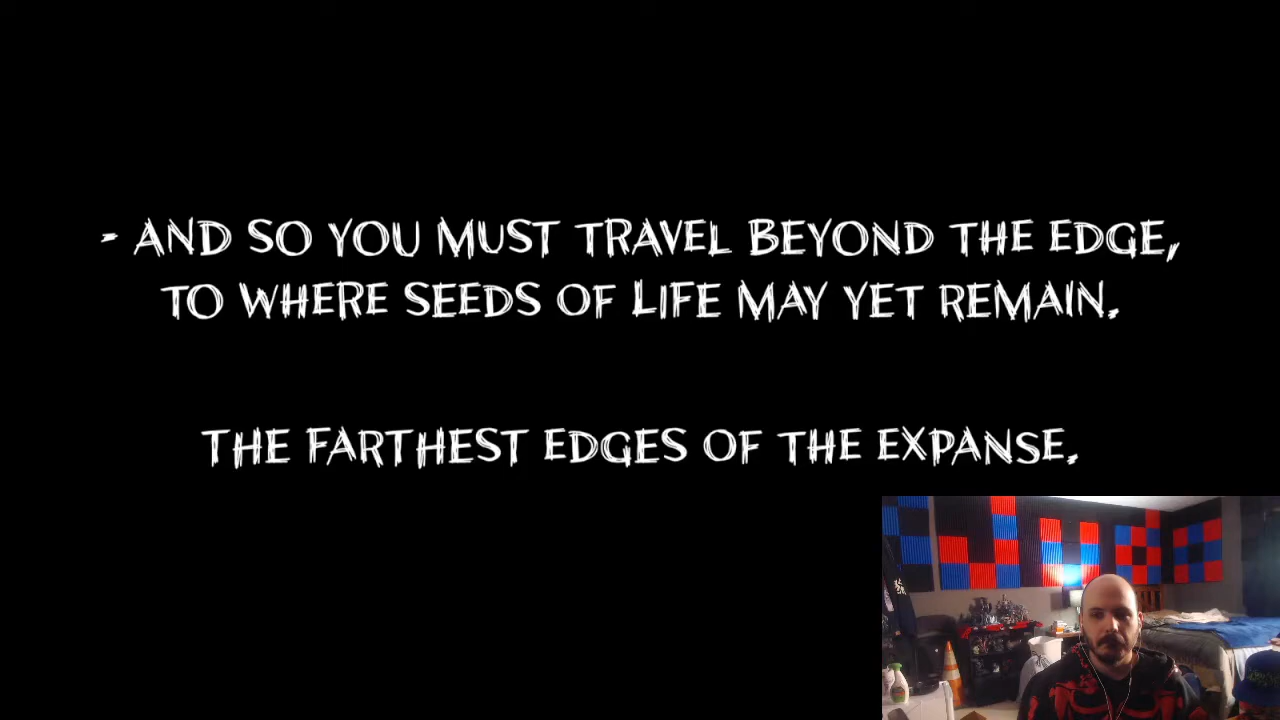 - AND SO YOU MUST TRAVEL BEYOND THE EDGE,
TO WHERE SEEDS OF LIFE MAY YET REMAIN.
THE FARTHEST EDGES OF THE EXPANSE.